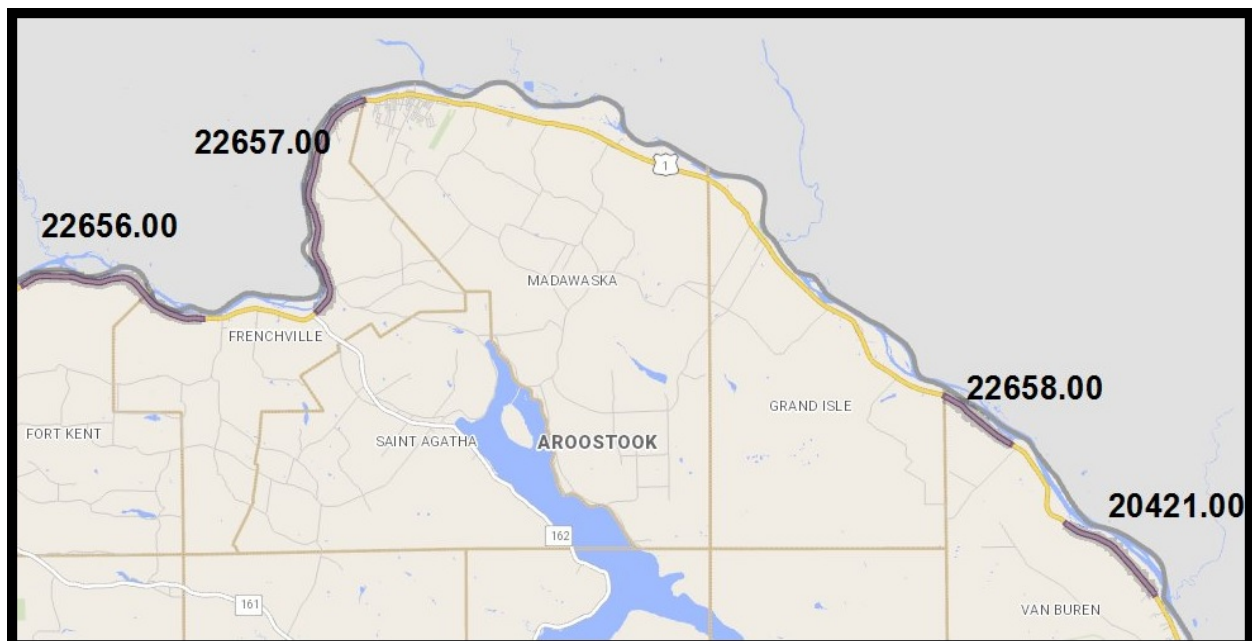 22657.00
1
22656.00
MADAWASKA
FRENCHVILLE
22658.00
GRAND ISLE
FORT KENT
SAINT AGATHA
AROOSTOOK
20421.00
162
161
VAN BUREN